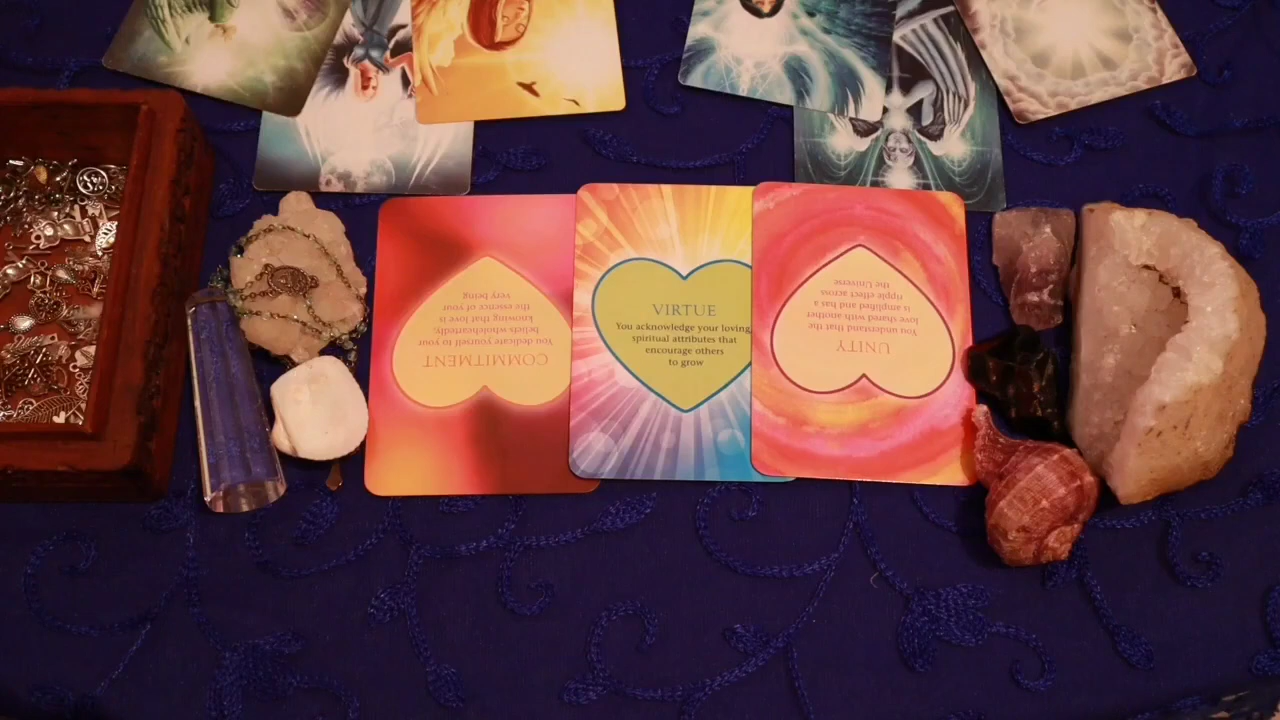 COMMITMENT
You dedicate yourself to your
beliefs wholeheartedly,
knowing that love is
the essence of your
very being
VIRTUE
You acknowledge your loving,
spiritual attributes that
encourage others
to grow
UNITY
You understand that the
love shared with another
is amplified and has a
ripple effect across
the Universe